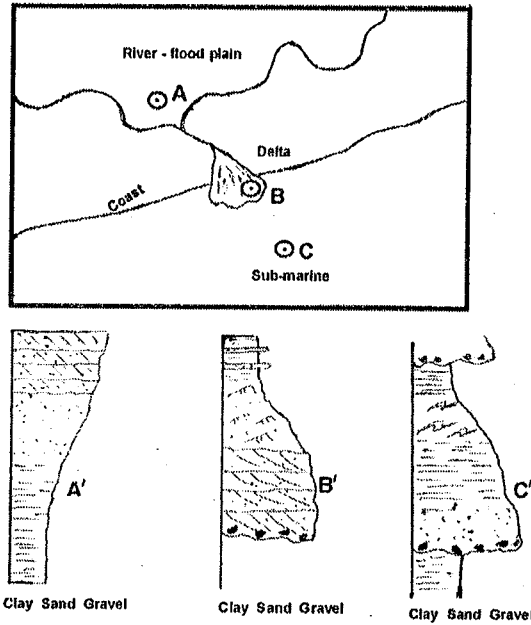 River - flood plain
A
Delta
B
Coast
C
Sub-marine
A'
B'
C'
Clay Sand Gravel
Clay Sand Gravel
Clay Sand Gravel